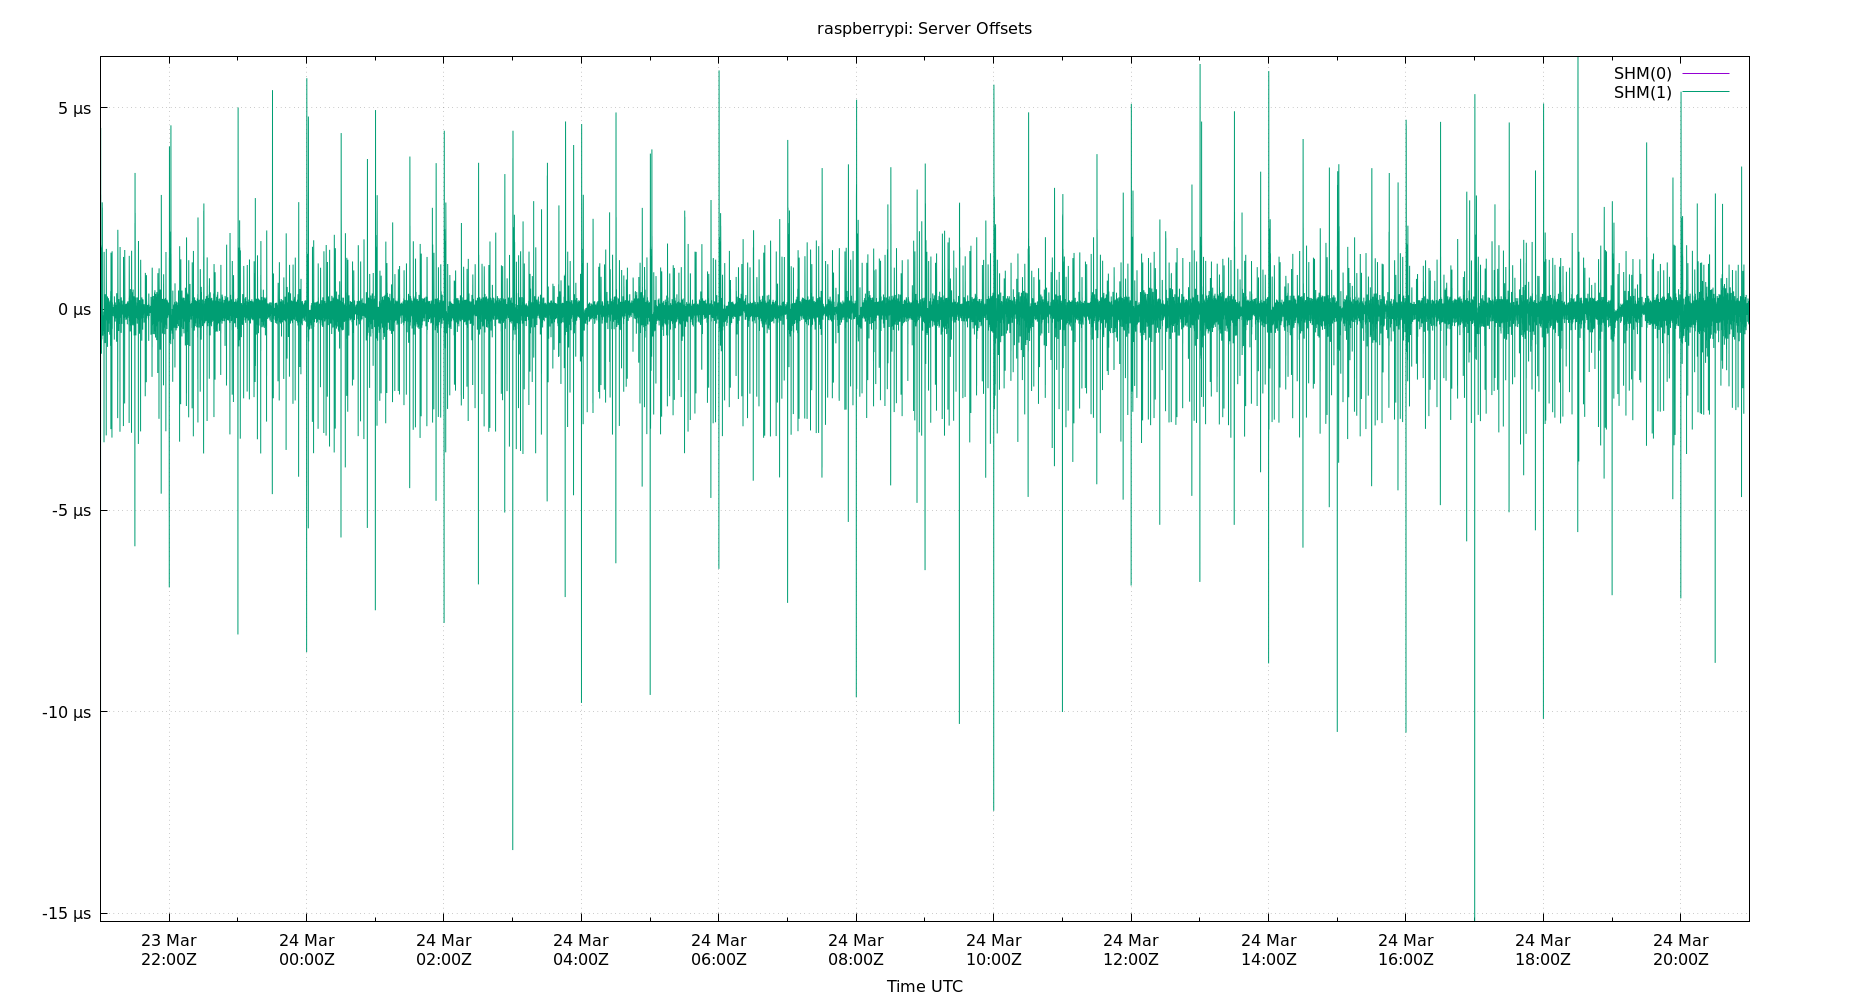 raspberrypi: Server Offsets
SHM(0)
SHM(1)
5 µs
0 µs
-5 µs
-10 µs
-15 µs
23 Mar
22:00Z
24 Mar
00:00Z
24 Mar
02:00Z
24 Mar
04:00Z
24 Mar
06:00Z
24 Mar
08:00Z
24 Mar
10:00Z
24 Mar
12:00Z
24 Mar
14:00Z
24 Mar
16:00Z
24 Mar
18:00Z
24 Mar
20:00Z
Time UTC